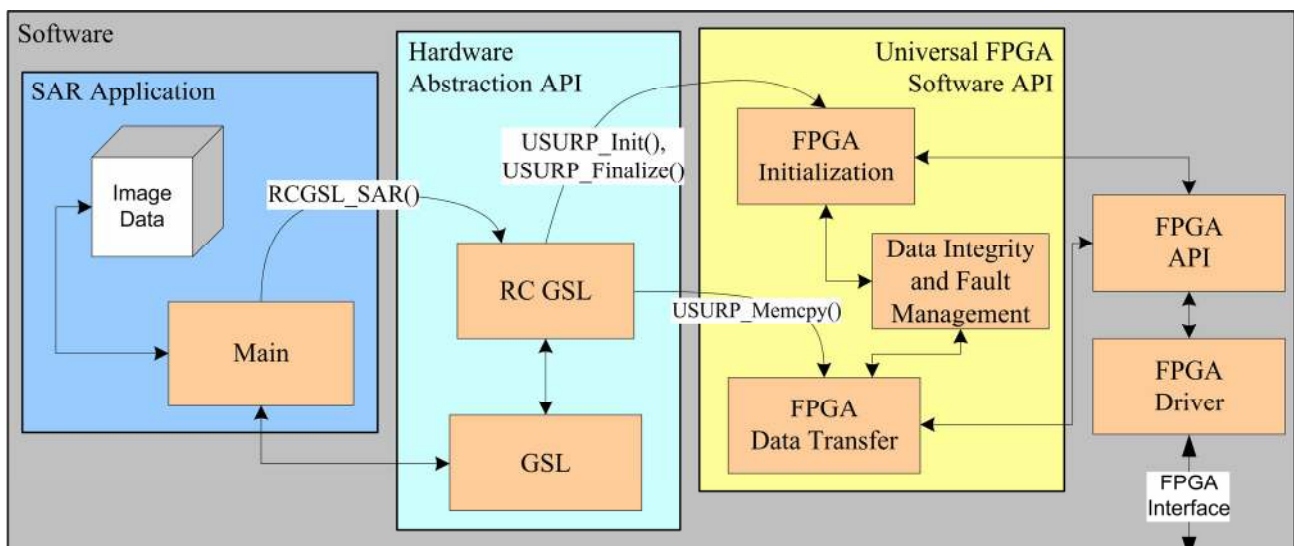 Software
SAR Application
Image
Data
Main
RCGSL_SAR()
Hardware
Abstraction API
USURP_Init(),
USURP_Finalize()
RC GSL
GSL
USURP_Memcpy()
Universal FPGA
Software API
FPGA
Initialization
Data Integrity
and Fault
Management
FPGA
Data Transfer
FPGA
API
FPGA
Driver
FPGA
Interface